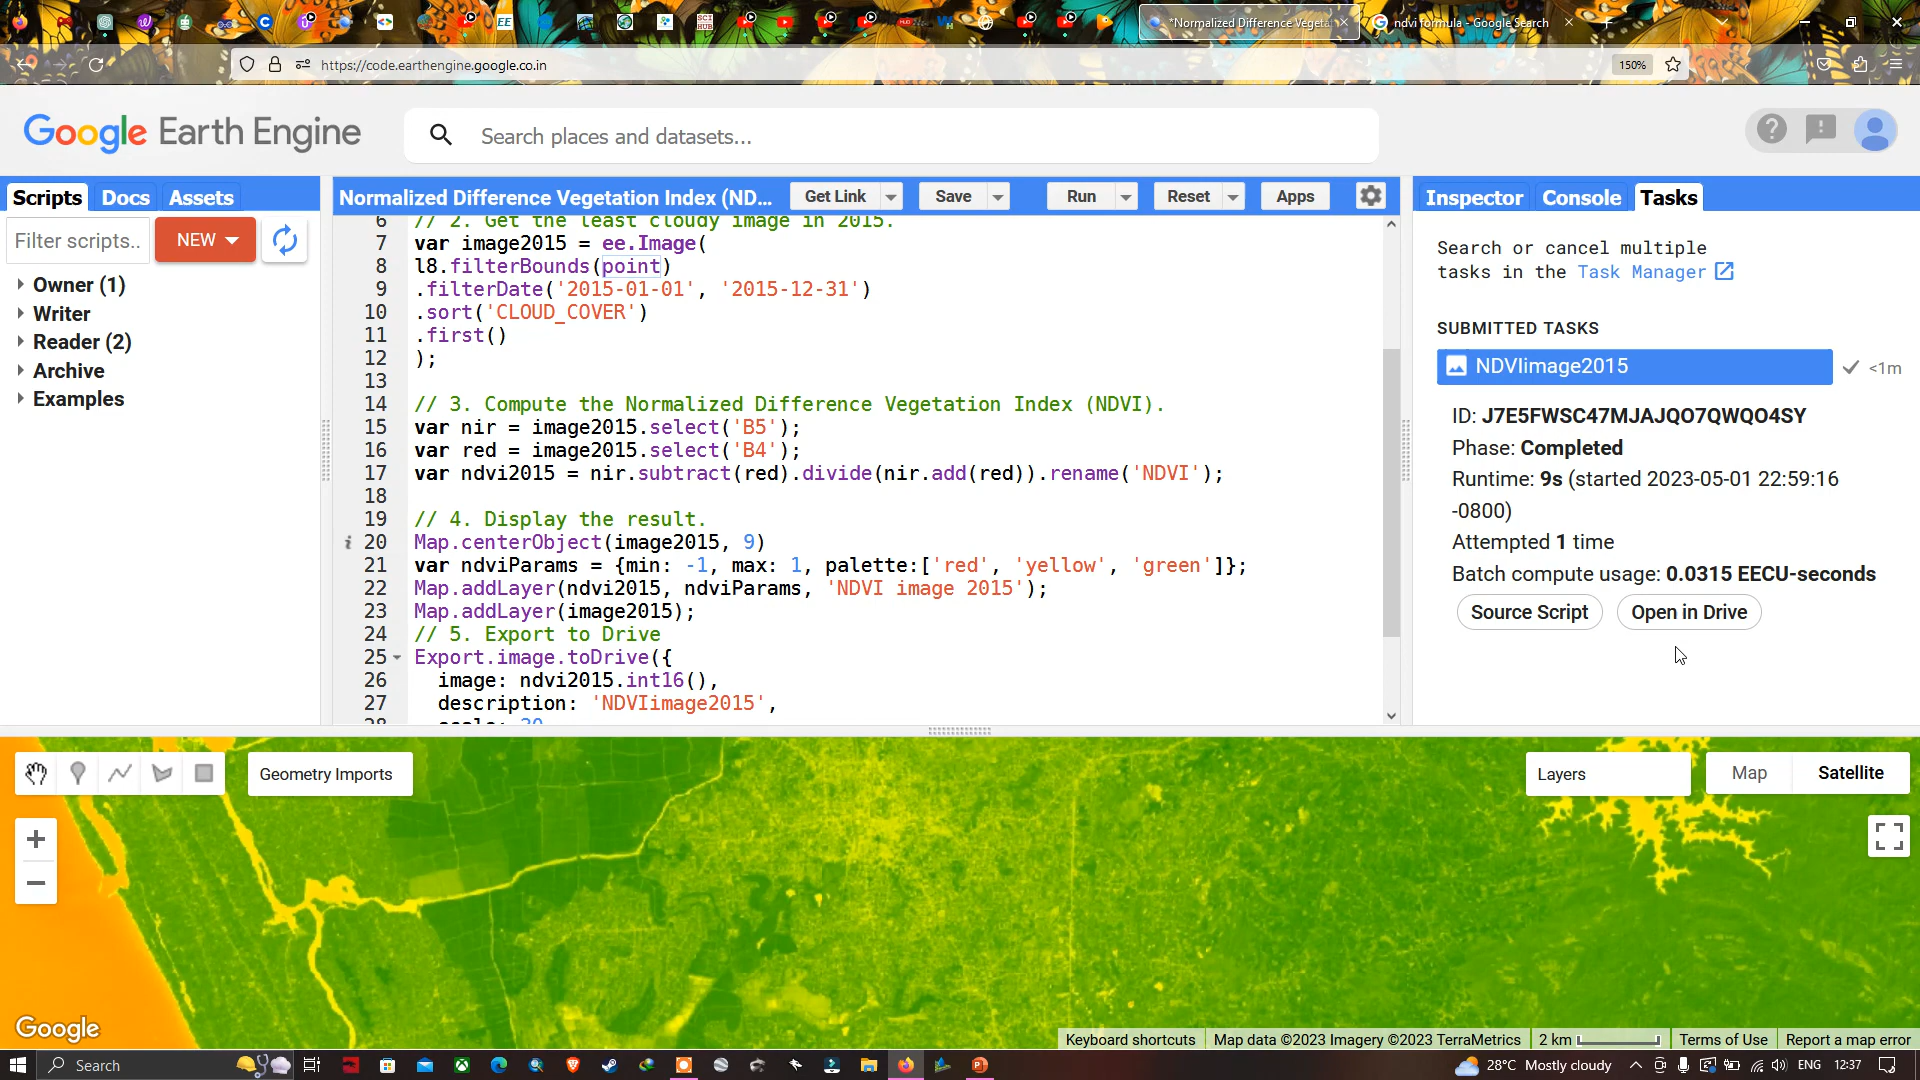 *Normalized Difference Vegeta
ndvi formula - Google Search
https://code.earthengine.google.co.in
150%
Google Earth Engine
Search places and datasets...
Scripts
Docs
Assets
Normalized Difference Vegetation Index (ND...
Get Link
Save
Run
Reset
Apps
Inspector
Console
Tasks
Filter scripts..
NEW
Owner (1)
Writer
Reader (2)
Archive
Examples
6 // 2. Get the least cloudy image in 2015.
7 var image2015 = ee.Image(
8 l8.filterBounds(point)
9 .filterDate('2015-01-01', '2015-12-31')
10 .sort('CLOUD_COVER')
11 .first()
12 );
13
14 // 3. Compute the Normalized Difference Vegetation Index (NDVI).
15 var nir = image2015.select('B5');
16 var red = image2015.select('B4');
17 var ndvi2015 = nir.subtract(red).divide(nir.add(red)).rename('NDVI');
18
19 // 4. Display the result.
i 20 Map.centerObject(image2015, 9)
21 var ndviParams = {min: -1, max: 1, palette:['red', 'yellow', 'green']};
22 Map.addLayer(ndvi2015, ndviParams, 'NDVI image 2015');
23 Map.addLayer(image2015);
24 // 5. Export to Drive
25 Export.image.toDrive({
26 image: ndvi2015.int16(),
27 description: 'NDVIimage2015',
Search or cancel multiple
tasks in the Task Manager
SUBMITTED TASKS
NDVIimage2015
<1m
ID: J7E5FWSC47MJAJQO7QWQO4SY
Phase: Completed
Runtime: 9s (started 2023-05-01 22:59:16
-0800)
Attempted 1 time
Batch compute usage: 0.0315 EECU-seconds
Source Script
Open in Drive
Geometry Imports
Layers
Map
Satellite
+
−
Google
Keyboard shortcuts
Map data ©2023 Imagery ©2023 TerraMetrics
2 km
Terms of Use
Report a map error
Search
28°C Mostly cloudy
ENG
12:37